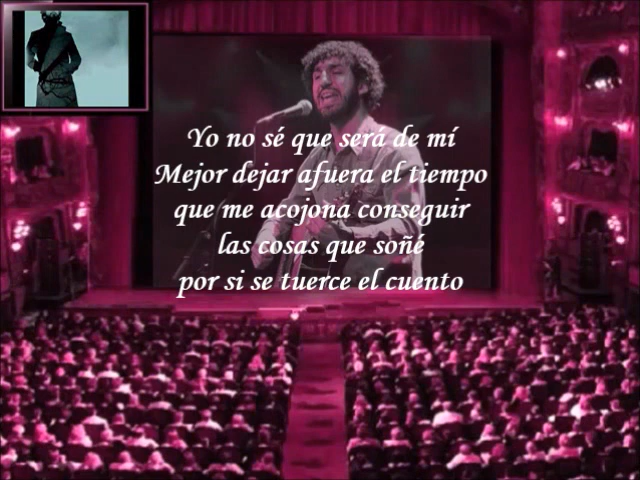 Yo no sé que será de mí
Mejor dejar afuera el tiempo
que me acojona conseguir
las cosas que soñé
por si se tuerce el cuento